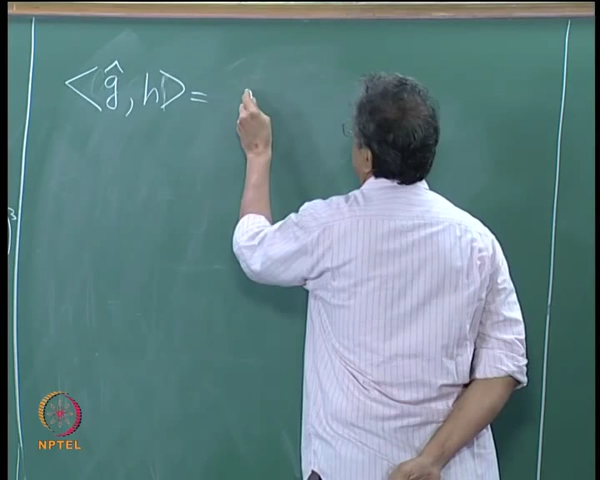 <ĝ, h> =
NPTEL